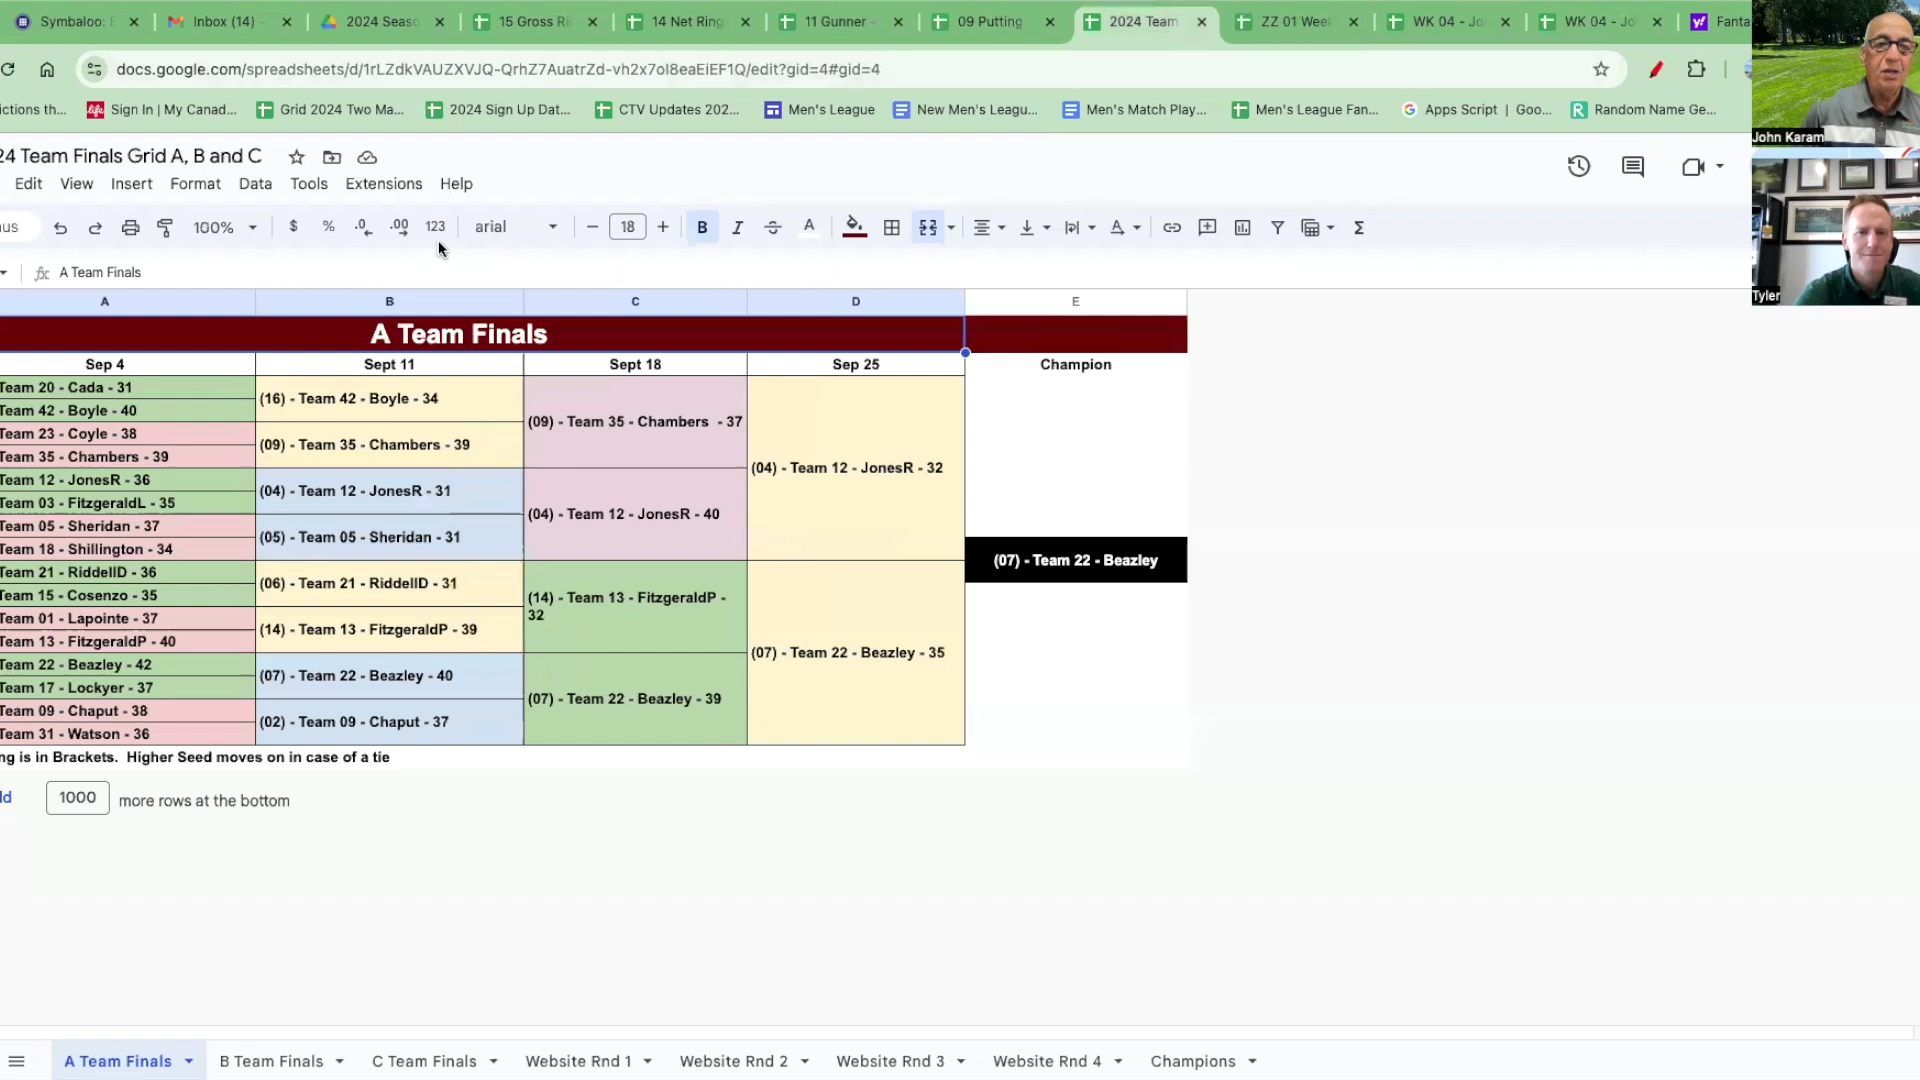 Symbaloo: E
Inbox (14) -
2024 Seaso
15 Gross Ri
14 Net Ring
11 Gunner -
09 Putting
2024 Team
ZZ 01 Wee
WK 04 - Jo
WK 04 - Jo
Fanta
docs.google.com/spreadsheets/d/1rLZdkVAUZXVJQ-QrhZ7AuatrZd-vh2x7ol8eaEiEF1Q/edit?gid=4#gid=4
ictions th...
Sign In | My Canad...
Grid 2024 Two Ma...
2024 Sign Up Dat...
CTV Updates 202...
Men's League
New Men's Leagu...
Men's Match Play...
Men's League Fan...
Apps Script | Goo...
Random Name Ge...
John Karam
24 Team Finals Grid A, B and C
Edit View Insert Format Data Tools Extensions Help
nus 100% $ % .0 .00 123 arial - 18 + B I S A Σ
fx A Team Finals
Tyler
A B C D E
A Team Finals
Sep 4 Sept 11 Sept 18 Sep 25 Champion
Team 20 - Cada - 31
Team 42 - Boyle - 40
Team 23 - Coyle - 38
Team 35 - Chambers - 39
Team 12 - JonesR - 36
Team 03 - FitzgeraldL - 35
Team 05 - Sheridan - 37
Team 18 - Shillington - 34
Team 21 - RiddellD - 36
Team 15 - Cosenzo - 35
Team 01 - Lapointe - 37
Team 13 - FitzgeraldP - 40
Team 22 - Beazley - 42
Team 17 - Lockyer - 37
Team 09 - Chaput - 38
Team 31 - Watson - 36
(16) - Team 42 - Boyle - 34
(09) - Team 35 - Chambers - 39
(04) - Team 12 - JonesR - 31
(05) - Team 05 - Sheridan - 31
(06) - Team 21 - RiddellD - 31
(14) - Team 13 - FitzgeraldP - 39
(07) - Team 22 - Beazley - 40
(02) - Team 09 - Chaput - 37
(09) - Team 35 - Chambers - 37
(04) - Team 12 - JonesR - 40
(14) - Team 13 - FitzgeraldP -
32
(07) - Team 22 - Beazley - 39
(04) - Team 12 - JonesR - 32
(07) - Team 22 - Beazley - 35
(07) - Team 22 - Beazley
ng is in Brackets. Higher Seed moves on in case of a tie
ld 1000 more rows at the bottom
A Team Finals
B Team Finals
C Team Finals
Website Rnd 1
Website Rnd 2
Website Rnd 3
Website Rnd 4
Champions